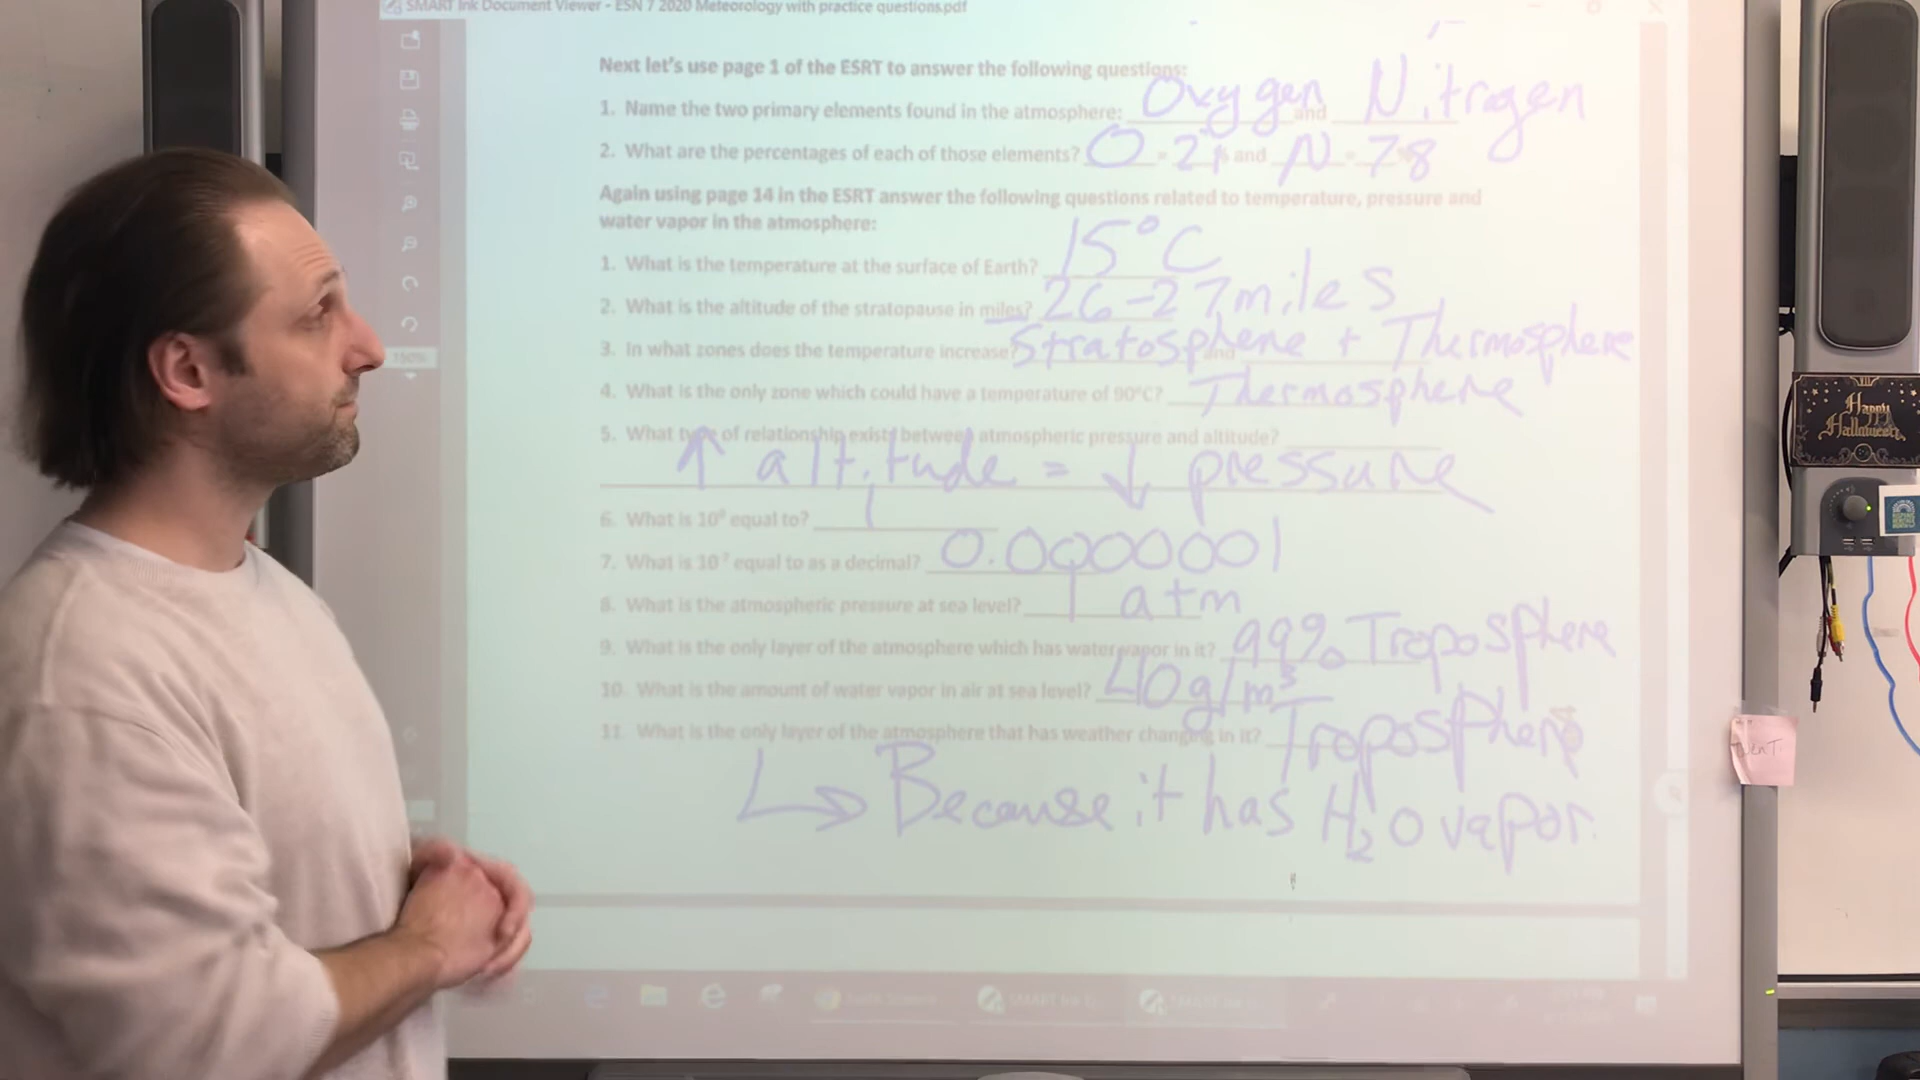 SMART Ink Document Viewer - ESN 7 2020 Meteorology with practice questions.pdf
Next let's use page 1 of the ESRT to answer the following questions:
1. Name the two primary elements found in the atmosphere: Oxygen and Nitrogen
2. What are the percentages of each of those elements? O = 21% and N = 78
Again using page 14 in the ESRT answer the following questions related to temperature, pressure and
water vapor in the atmosphere:
1. What is the temperature at the surface of Earth? 15°C
2. What is the altitude of the stratopause in miles? 26-27 miles
3. In what zones does the temperature increase? Stratosphere and + Thermosphere
4. What is the only zone which could have a temperature of 90°C? Thermosphere
5. What type of relationship exists between atmospheric pressure and altitude?
↑ altitude = ↓ pressure
6. What is 10⁰ equal to? 1
7. What is 10⁻⁷ equal to as a decimal? 0.0000001
8. What is the atmospheric pressure at sea level? 1 atm
9. What is the only layer of the atmosphere which has water vapor in it? 99% Troposphere
10. What is the amount of water vapor in air at sea level? 40g/m³
11. What is the only layer of the atmosphere that has weather changing in it? Troposphere
↳ Because it has H₂O vapor.
150%
Happy
Halloween